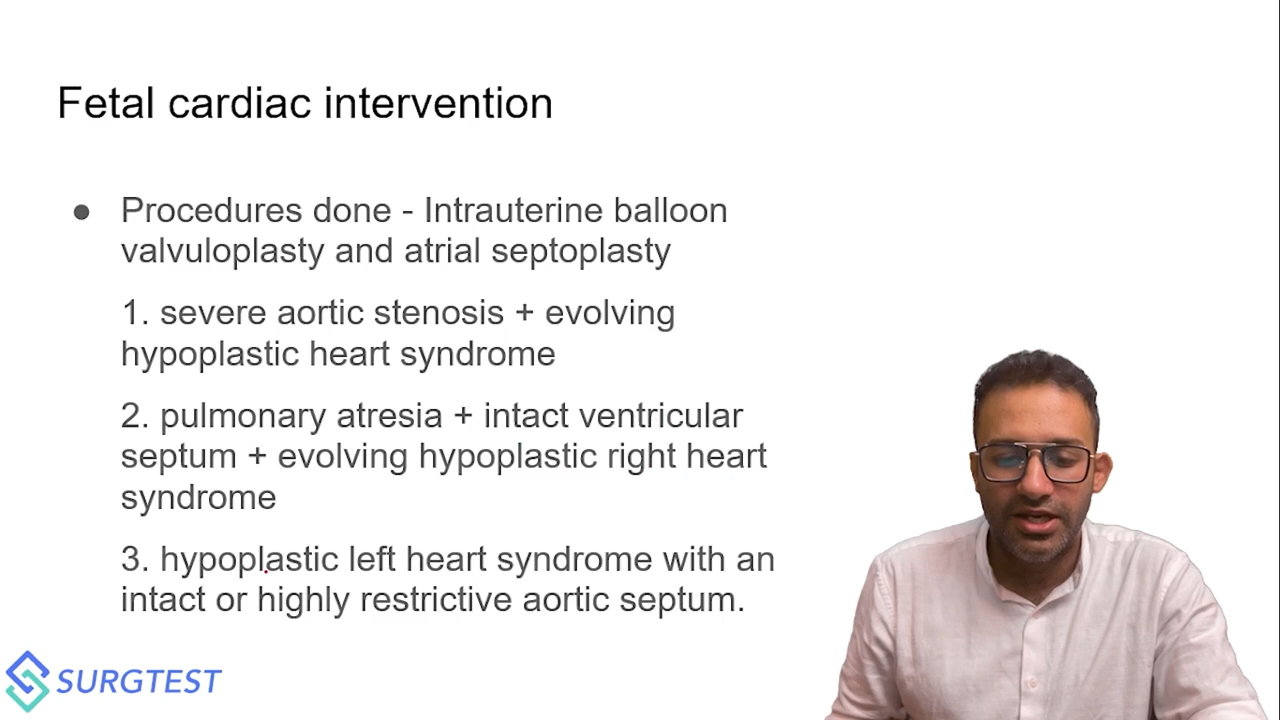 Fetal cardiac intervention
● Procedures done - Intrauterine balloon
valvuloplasty and atrial septoplasty
1. severe aortic stenosis + evolving
hypoplastic heart syndrome
2. pulmonary atresia + intact ventricular
septum + evolving hypoplastic right heart
syndrome
3. hypoplastic left heart syndrome with an
intact or highly restrictive aortic septum.
SURGTEST